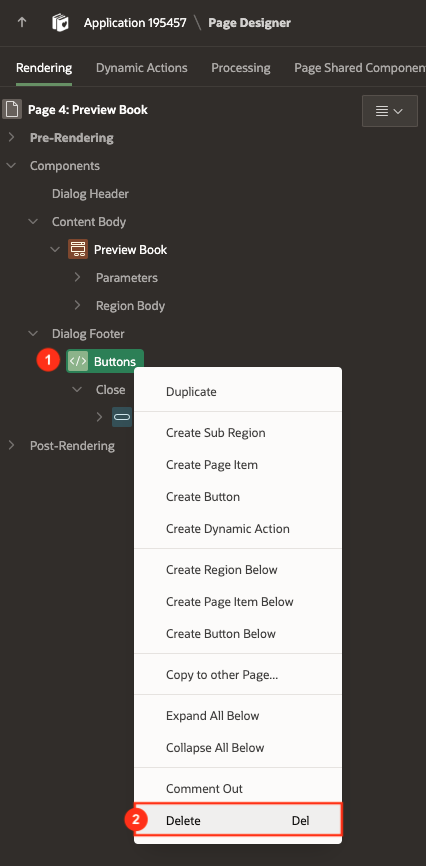 Application 195457 \ Page Designer
Rendering Dynamic Actions Processing Page Shared Componen
Page 4: Preview Book
Pre-Rendering
Components
Dialog Header
Content Body
Preview Book
Parameters
Region Body
Dialog Footer
1 </> Buttons
Close
Post-Rendering
Duplicate
Create Sub Region
Create Page Item
Create Button
Create Dynamic Action
Create Region Below
Create Page Item Below
Create Button Below
Copy to other Page...
Expand All Below
Collapse All Below
Comment Out
2 Delete Del